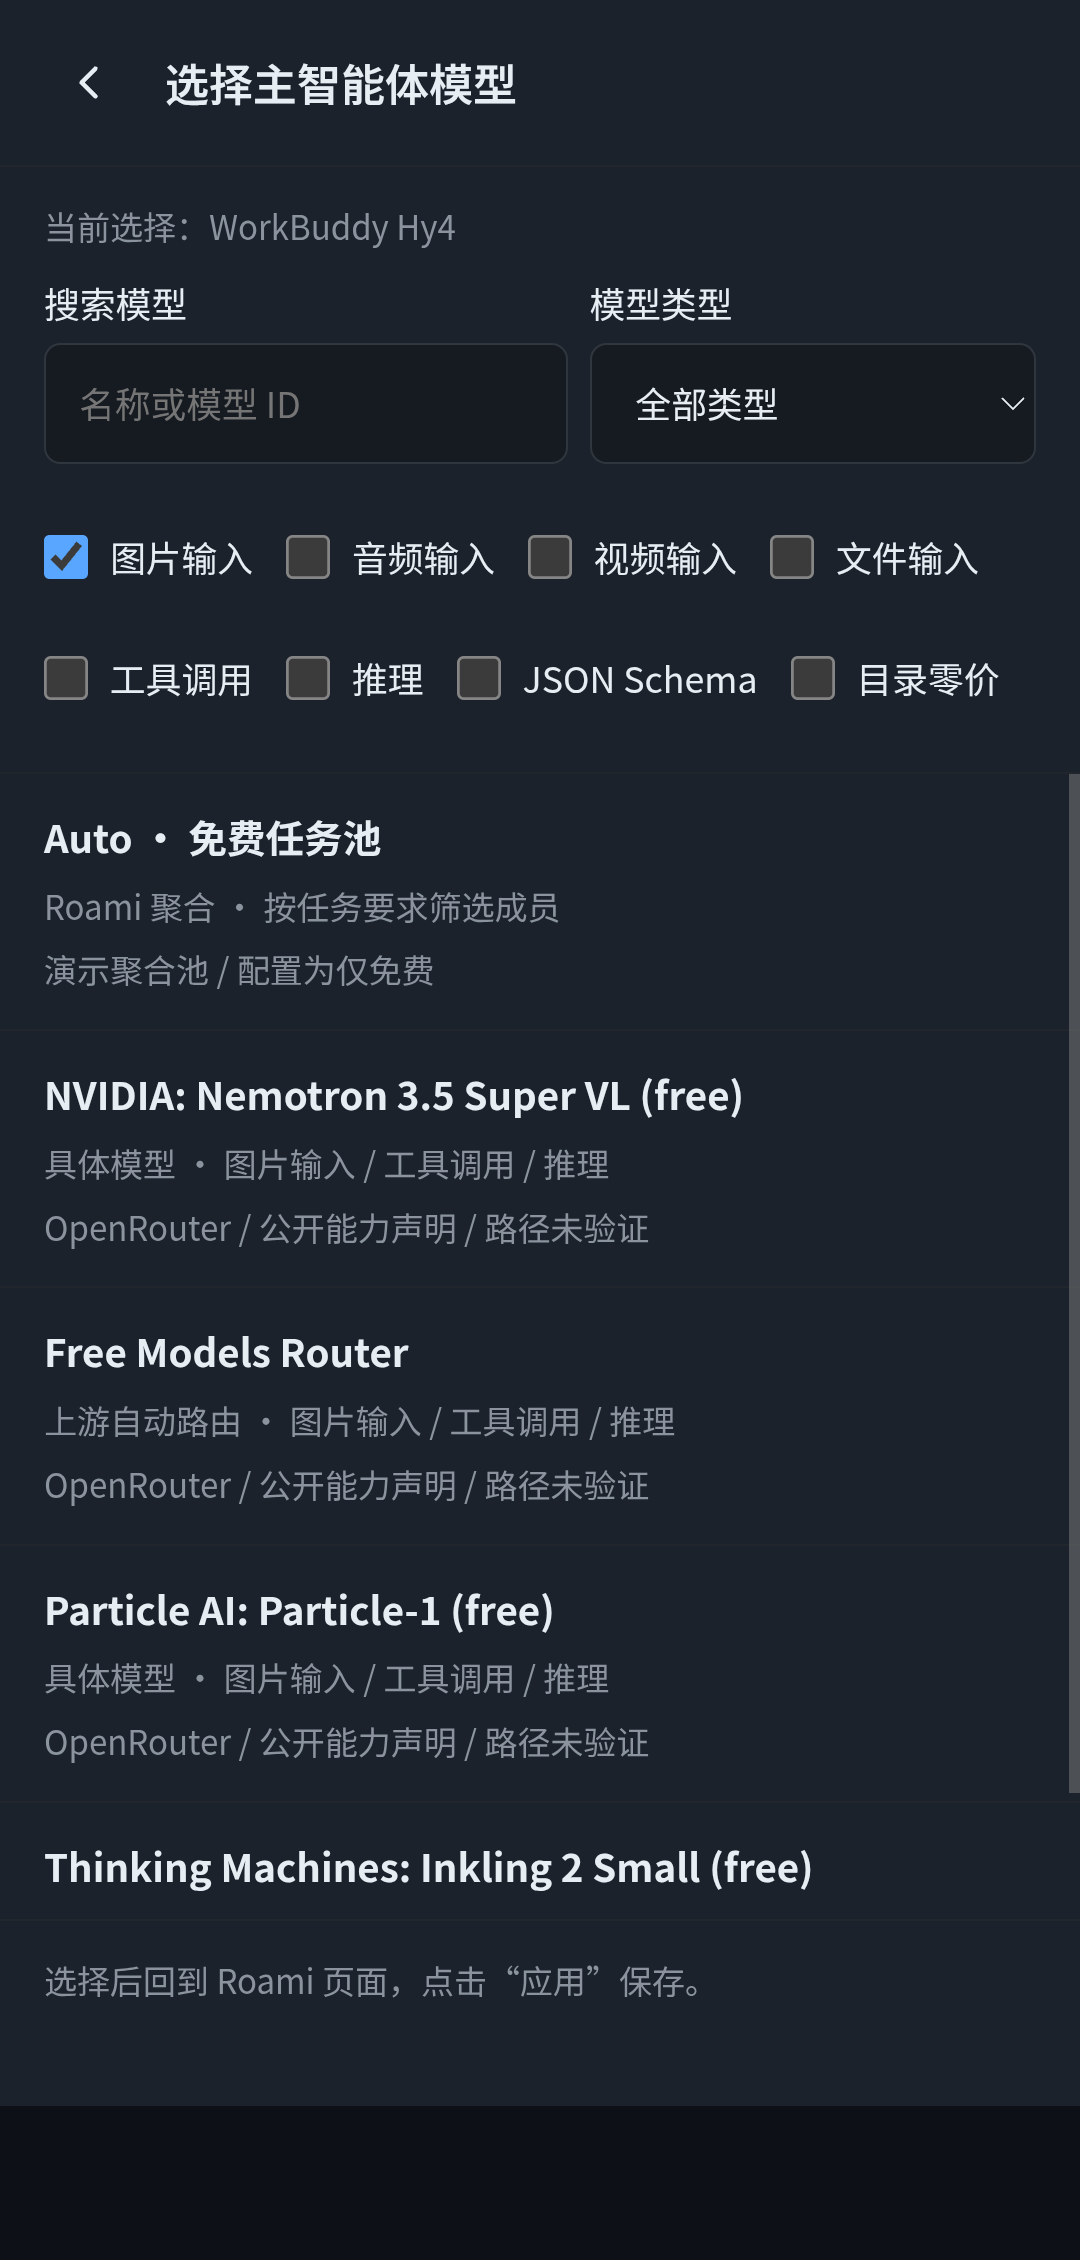 选择主智能体模型
当前选择：WorkBuddy Hy4
搜索模型
模型类型
名称或模型 ID
全部类型
图片输入 音频输入 视频输入 文件输入
工具调用 推理 JSON Schema 目录零价
Auto · 免费任务池
Roami 聚合 · 按任务要求筛选成员
演示聚合池 / 配置为仅免费
NVIDIA: Nemotron 3.5 Super VL (free)
具体模型 · 图片输入 / 工具调用 / 推理
OpenRouter / 公开能力声明 / 路径未验证
Free Models Router
上游自动路由 · 图片输入 / 工具调用 / 推理
OpenRouter / 公开能力声明 / 路径未验证
Particle AI: Particle-1 (free)
具体模型 · 图片输入 / 工具调用 / 推理
OpenRouter / 公开能力声明 / 路径未验证
Thinking Machines: Inkling 2 Small (free)
选择后回到 Roami 页面，点击“应用”保存。